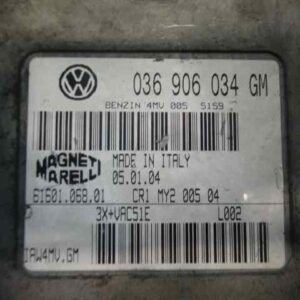 036 906 034 GM
BENZIN 4MV 005 5159
MAGNETI MARELLI
MADE IN ITALY
05.01.04
61601.068.01 CR1 MY2 005 04
3X+VAC51E L002
IAW4MV.GM